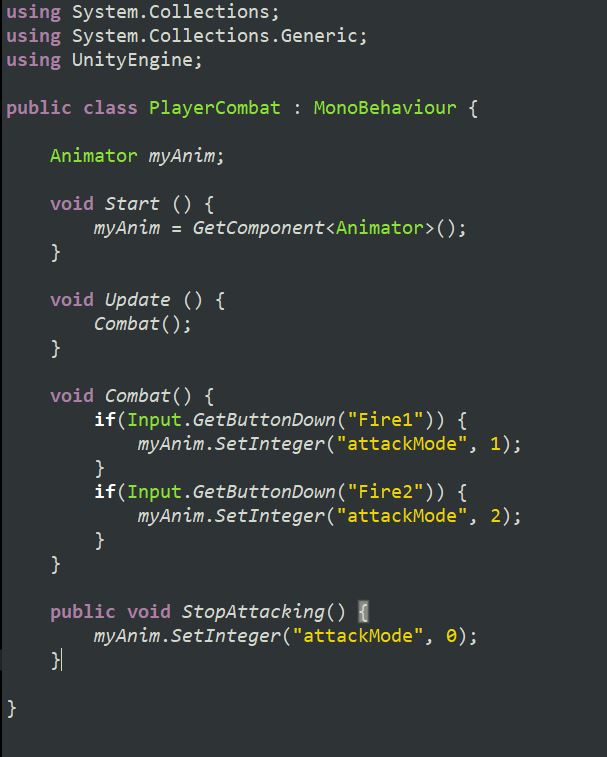 using System.Collections;
using System.Collections.Generic;
using UnityEngine;

public class PlayerCombat : MonoBehaviour {

    Animator myAnim;

    void Start () {
        myAnim = GetComponent<Animator>();
    }

    void Update () {
        Combat();
    }

    void Combat() {
        if(Input.GetButtonDown("Fire1")) {
            myAnim.SetInteger("attackMode", 1);
        }
        if(Input.GetButtonDown("Fire2")) {
            myAnim.SetInteger("attackMode", 2);
        }
    }

    public void StopAttacking() {
        myAnim.SetInteger("attackMode", 0);
    }

}